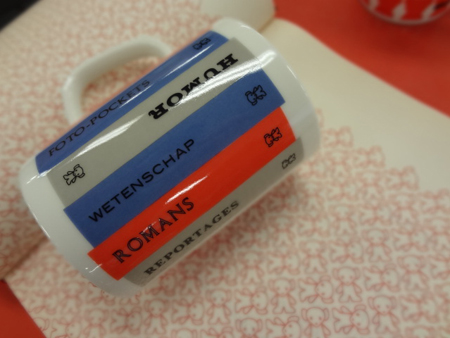 FOTO-POCKETS
HUMOR
WETENSCHAP
ROMANS
REPORTAGES